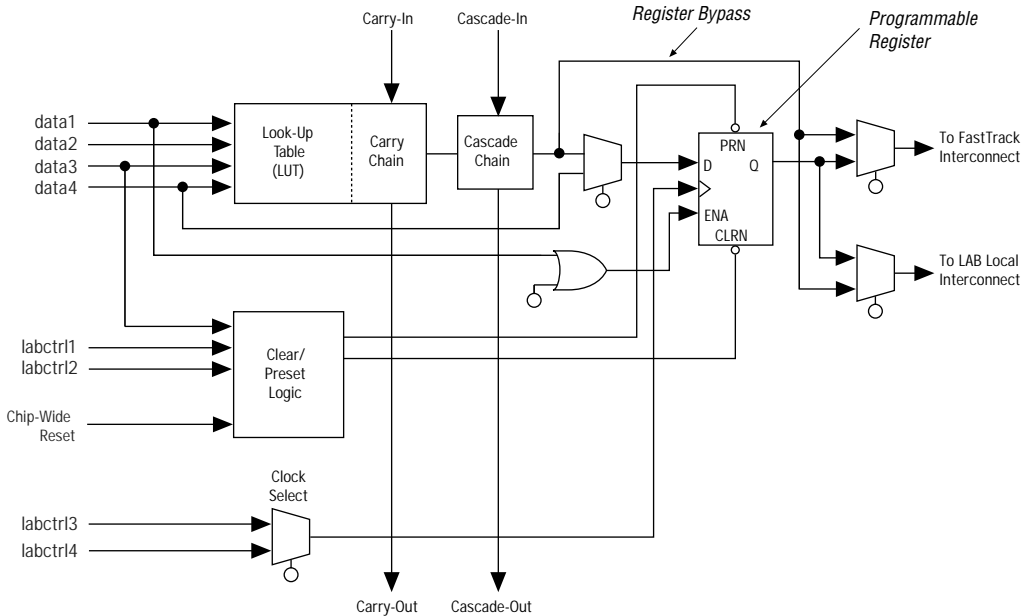 Carry-In
Cascade-In
Register Bypass
Programmable
Register
data1
data2
data3
data4
Look-Up
Table
(LUT)
Carry
Chain
Cascade
Chain
PRN
D
Q
ENA
CLRN
To FastTrack
Interconnect
To LAB Local
Interconnect
labctrl1
labctrl2
Clear/
Preset
Logic
Chip-Wide
Reset
Clock
Select
labctrl3
labctrl4
Carry-Out
Cascade-Out